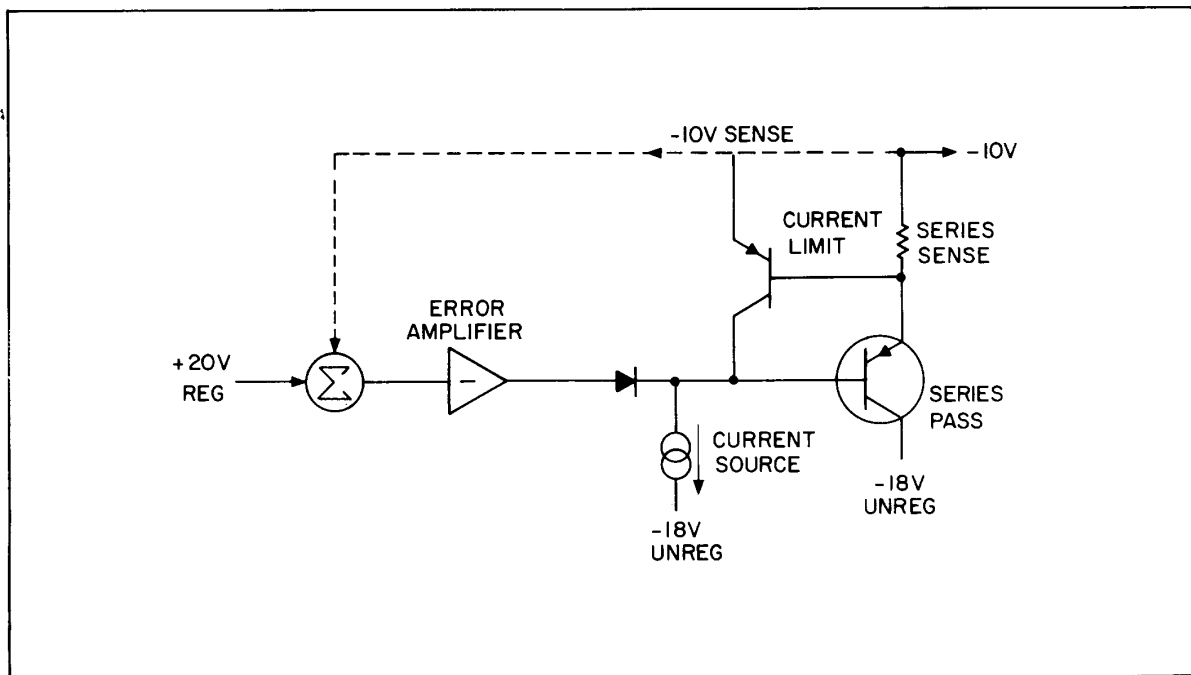 -10V SENSE
-10V
CURRENT
LIMIT
SERIES
SENSE
ERROR
AMPLIFIER
+20V
REG
Σ
-
SERIES
PASS
CURRENT
SOURCE
-18V
UNREG
-18V
UNREG